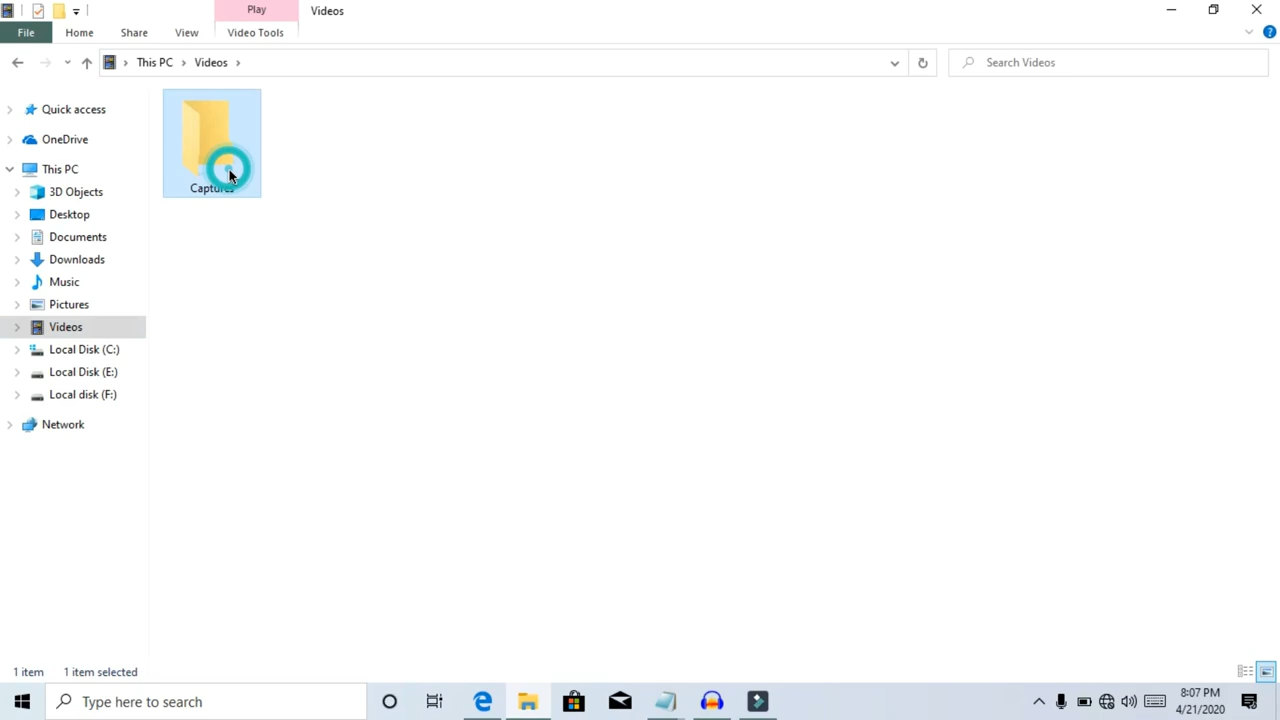 Play
Videos
File
Home
Share
View
Video Tools
This PC
Videos
Search Videos
Quick access
OneDrive
This PC
3D Objects
Desktop
Documents
Downloads
Music
Pictures
Videos
Local Disk (C:)
Local Disk (E:)
Local disk (F:)
Network
Captures
1 item
1 item selected
Type here to search
8:07 PM
4/21/2020